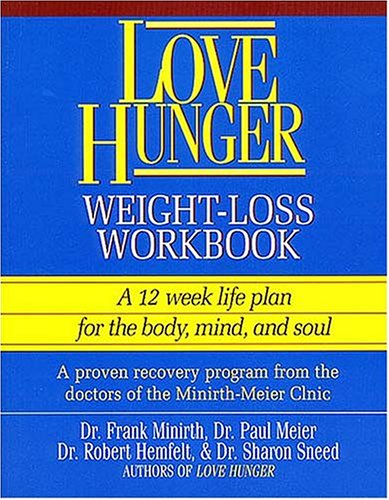 LOVE
HUNGER
WEIGHT-LOSS
WORKBOOK
A 12 week life plan
for the body, mind, and soul
A proven recovery program from the
doctors of the Minirth-Meier Clnic
Dr. Frank Minirth, Dr. Paul Meier
Dr. Robert Hemfelt, & Dr. Sharon Sneed
AUTHORS OF LOVE HUNGER